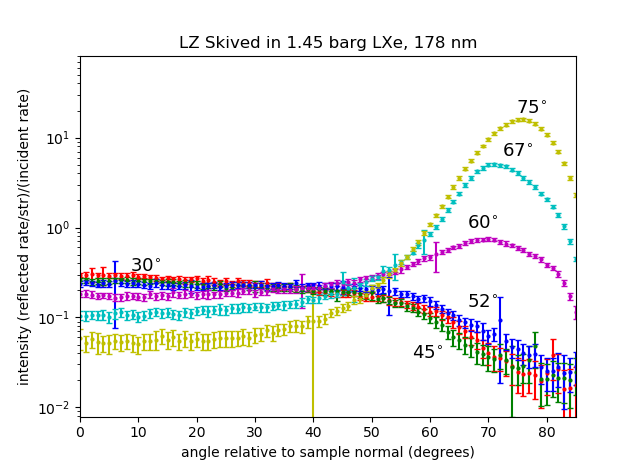 LZ Skived in 1.45 barg LXe, 178 nm
intensity (reflected rate/str)/(incident rate)
10¹
10⁰
10⁻¹
10⁻²
75°
67°
60°
30°
52°
45°
0 10 20 30 40 50 60 70 80
angle relative to sample normal (degrees)